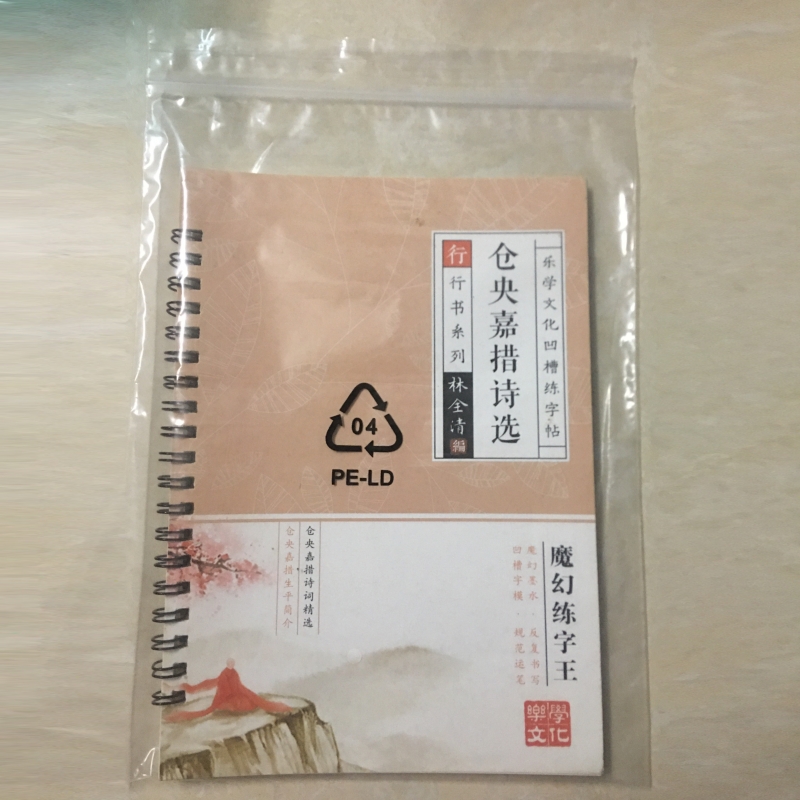 乐学文化凹槽练字帖
仓央嘉措诗选
行
行书系列
林全清
编
04
PE-LD
仓央嘉措诗词精选
仓央嘉措生平简介
魔幻练字王
魔幻墨水·反复书写
凹槽字模·规范运笔
樂學
文化